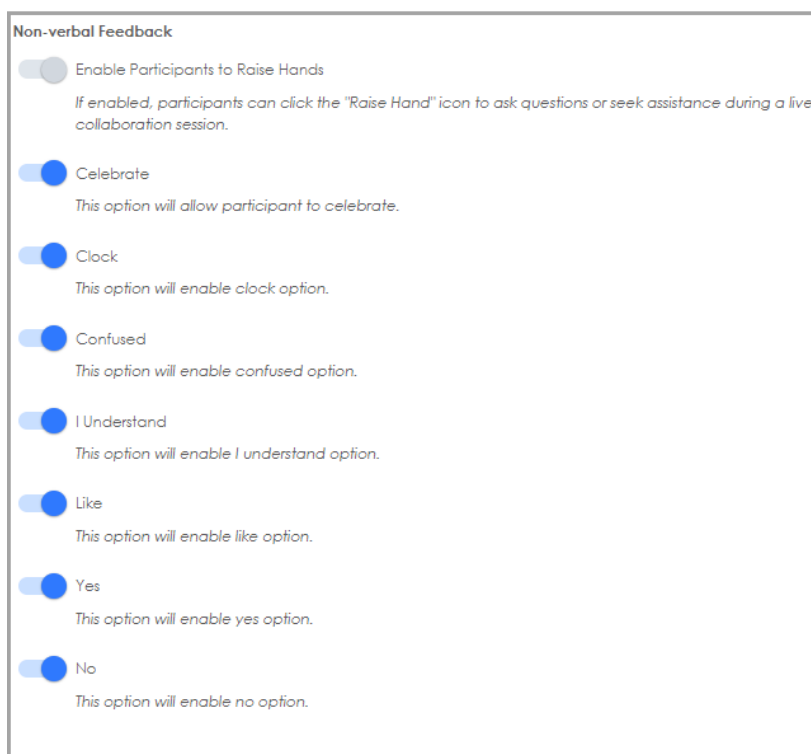 Non-verbal Feedback
Enable Participants to Raise Hands
If enabled, participants can click the "Raise Hand" icon to ask questions or seek assistance during a live
collaboration session.
Celebrate
This option will allow participant to celebrate.
Clock
This option will enable clock option.
Confused
This option will enable confused option.
I Understand
This option will enable I understand option.
Like
This option will enable like option.
Yes
This option will enable yes option.
No
This option will enable no option.